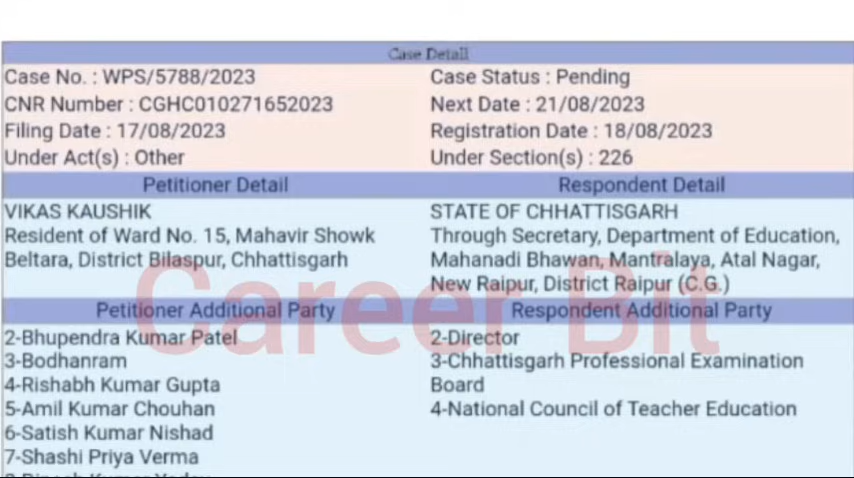 Case Detail
Case No. : WPS/5788/2023
Case Status : Pending
CNR Number : CGHC010271652023
Next Date : 21/08/2023
Filing Date : 17/08/2023
Registration Date : 18/08/2023
Under Act(s) : Other
Under Section(s) : 226
Petitioner Detail
Respondent Detail
VIKAS KAUSHIK
Resident of Ward No. 15, Mahavir Showk
Beltara, District Bilaspur, Chhattisgarh
STATE OF CHHATTISGARH
Through Secretary, Department of Education,
Mahanadi Bhawan, Mantralaya, Atal Nagar,
New Raipur, District Raipur (C.G.)
Petitioner Additional Party
Respondent Additional Party
2-Bhupendra Kumar Patel
3-Bodhanram
4-Rishabh Kumar Gupta
5-Amil Kumar Chouhan
6-Satish Kumar Nishad
7-Shashi Priya Verma
2-Director
3-Chhattisgarh Professional Examination
Board
4-National Council of Teacher Education
Career Bit